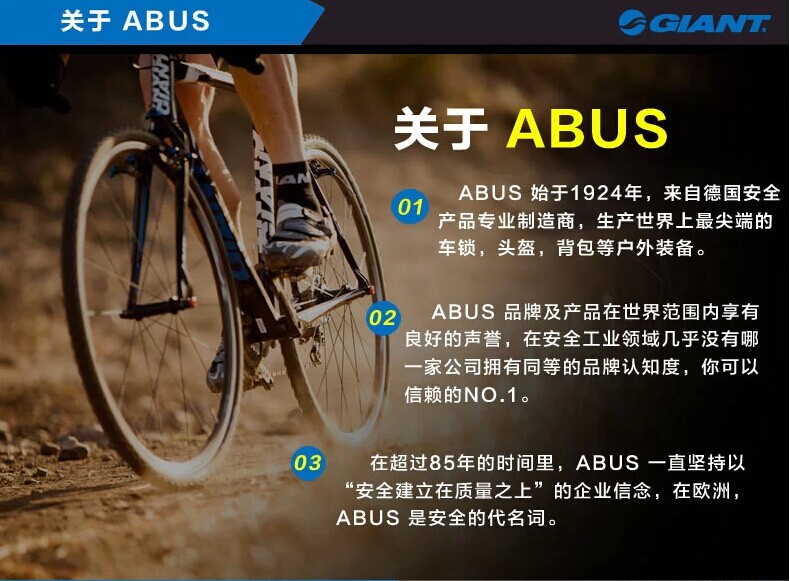 关于 ABUS
GIANT
关于 ABUS
01
ABUS 始于1924年，来自德国安全
产品专业制造商，生产世界上最尖端的
车锁，头盔，背包等户外装备。
02
ABUS 品牌及产品在世界范围内享有
良好的声誉，在安全工业领域几乎没有哪
一家公司拥有同等的品牌认知度，你可以
信赖的NO.1。
03
在超过85年的时间里，ABUS 一直坚持以
“安全建立在质量之上”的企业信念，在欧洲，
ABUS 是安全的代名词。
GIANT